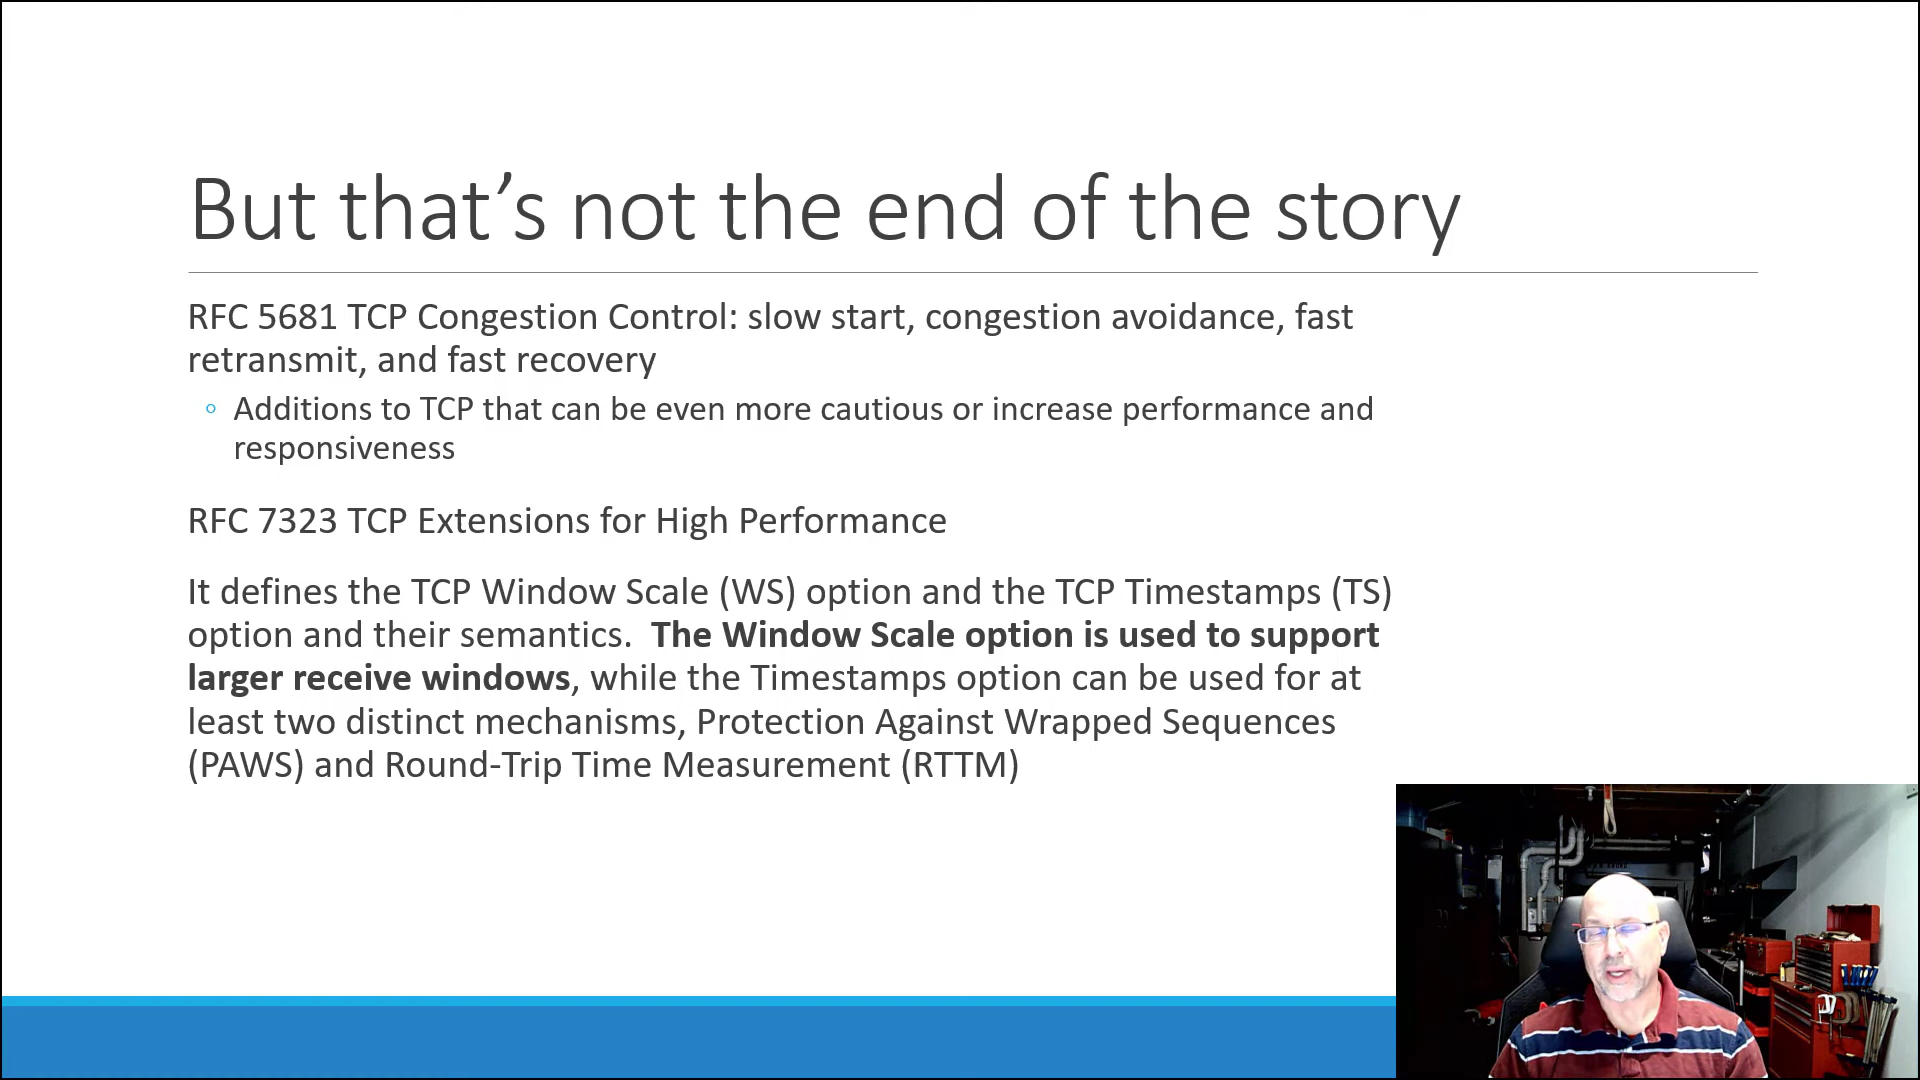 But that’s not the end of the story
RFC 5681 TCP Congestion Control: slow start, congestion avoidance, fast
retransmit, and fast recovery
◦ Additions to TCP that can be even more cautious or increase performance and
responsiveness
RFC 7323 TCP Extensions for High Performance
It defines the TCP Window Scale (WS) option and the TCP Timestamps (TS)
option and their semantics.  The Window Scale option is used to support
larger receive windows, while the Timestamps option can be used for at
least two distinct mechanisms, Protection Against Wrapped Sequences
(PAWS) and Round-Trip Time Measurement (RTTM)